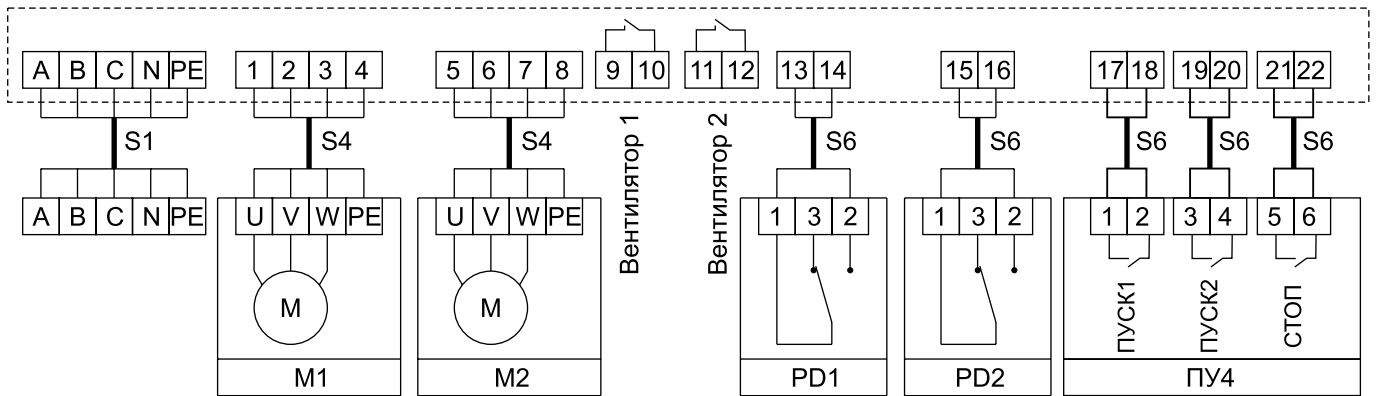 A B C N PE 1 2 3 4 5 6 7 8 9 10 11 12 13 14 15 16 17 18 19 20 21 22
S1 S4 S4 Вентилятор 1 Вентилятор 2 S6 S6 S6 S6 S6
A B C N PE U V W PE U V W PE 1 3 2 1 3 2 1 2 3 4 5 6
M M ПУСК1 ПУСК2 СТОП
M1 M2 PD1 PD2 ПУ4